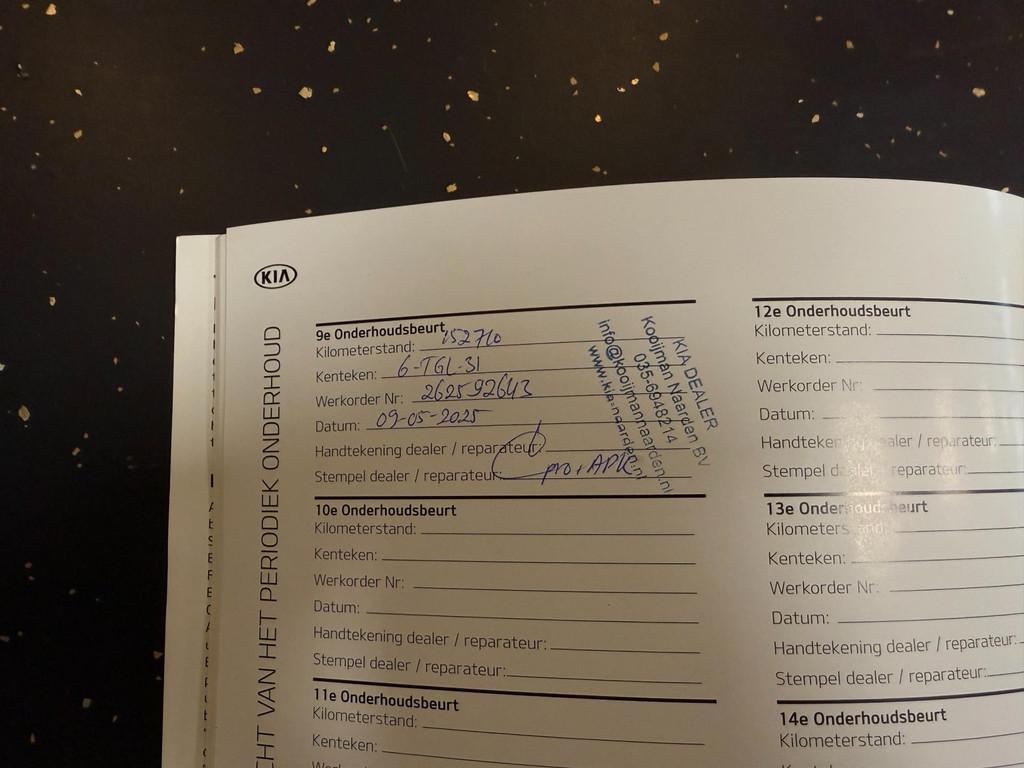 KIA
CHT VAN HET PERIODIEK ONDERHOUD
9e Onderhoudsbeurt
Kilometerstand: 152710
Kenteken: 6-TGL-31
Werkorder Nr: 262592643
Datum: 09-05-2025
Handtekening dealer / reparateur:
Stempel dealer / reparateur:
KIA DEALER
Kooijman Naarden BV
035-6948214
info@kooijmannaarden.nl
www.kia-naarden.nl
10e Onderhoudsbeurt
Kilometerstand:
Kenteken:
Werkorder Nr:
Datum:
Handtekening dealer / reparateur:
Stempel dealer / reparateur:
11e Onderhoudsbeurt
Kilometerstand:
Kenteken:
12e Onderhoudsbeurt
Kilometerstand:
Kenteken:
Werkorder Nr:
Datum:
Handtekening dealer / reparateur:
Stempel dealer / reparateur:
13e Onderhoudsbeurt
Kilometerstand:
Kenteken:
Werkorder Nr:
Datum:
Handtekening dealer / reparateur:
Stempel dealer / reparateur:
14e Onderhoudsbeurt
Kilometerstand: